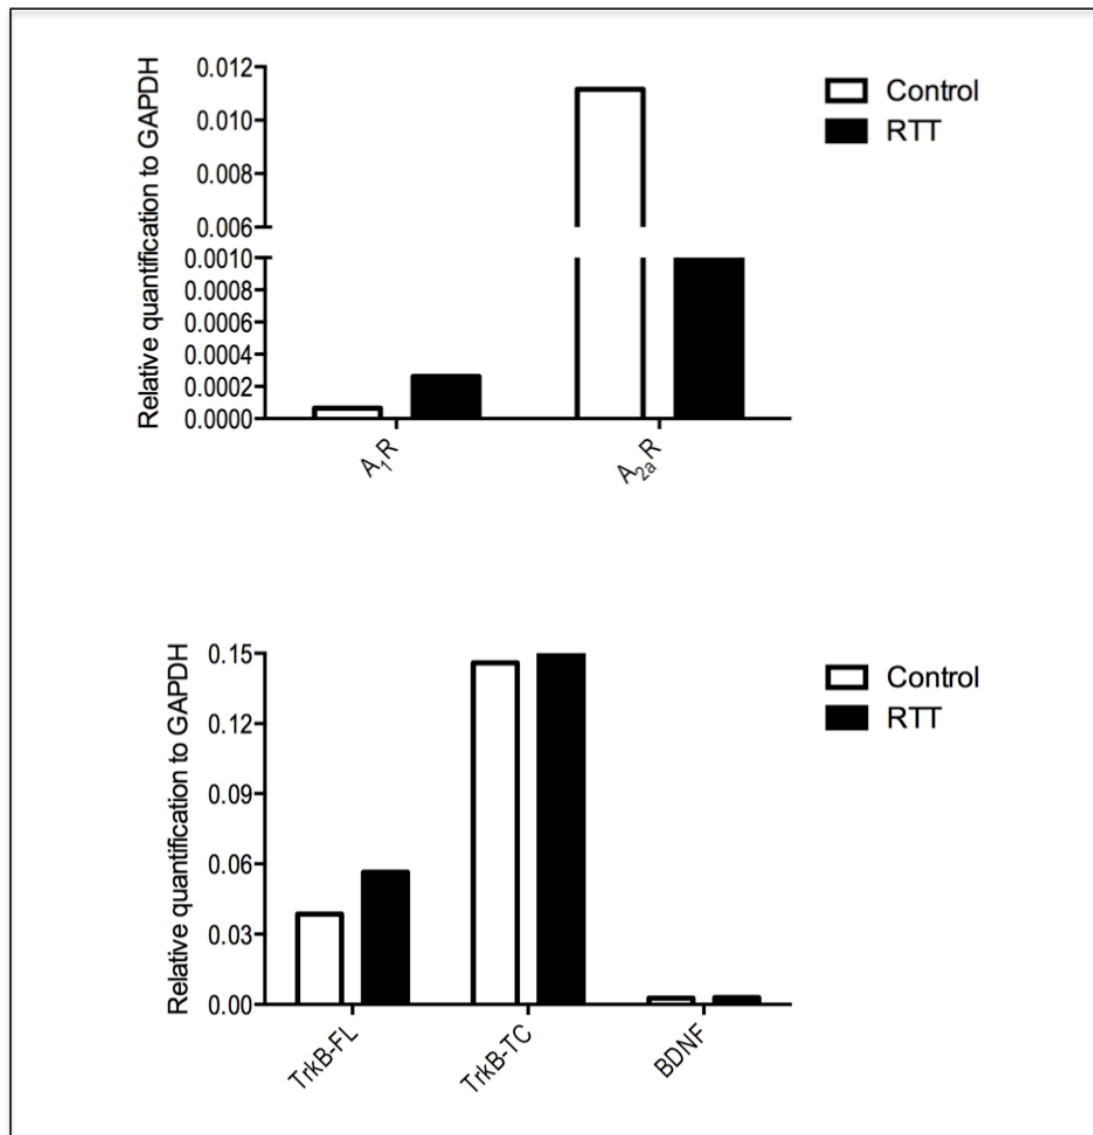 Relative quantification to GAPDH
0.012
0.010
0.008
0.006
0.0010
0.0008
0.0006
0.0004
0.0002
0.0000
A1R
A2aR
Control
RTT
Relative quantification to GAPDH
0.15
0.12
0.09
0.06
0.03
0.00
TrkB-FL
TrkB-TC
BDNF
Control
RTT